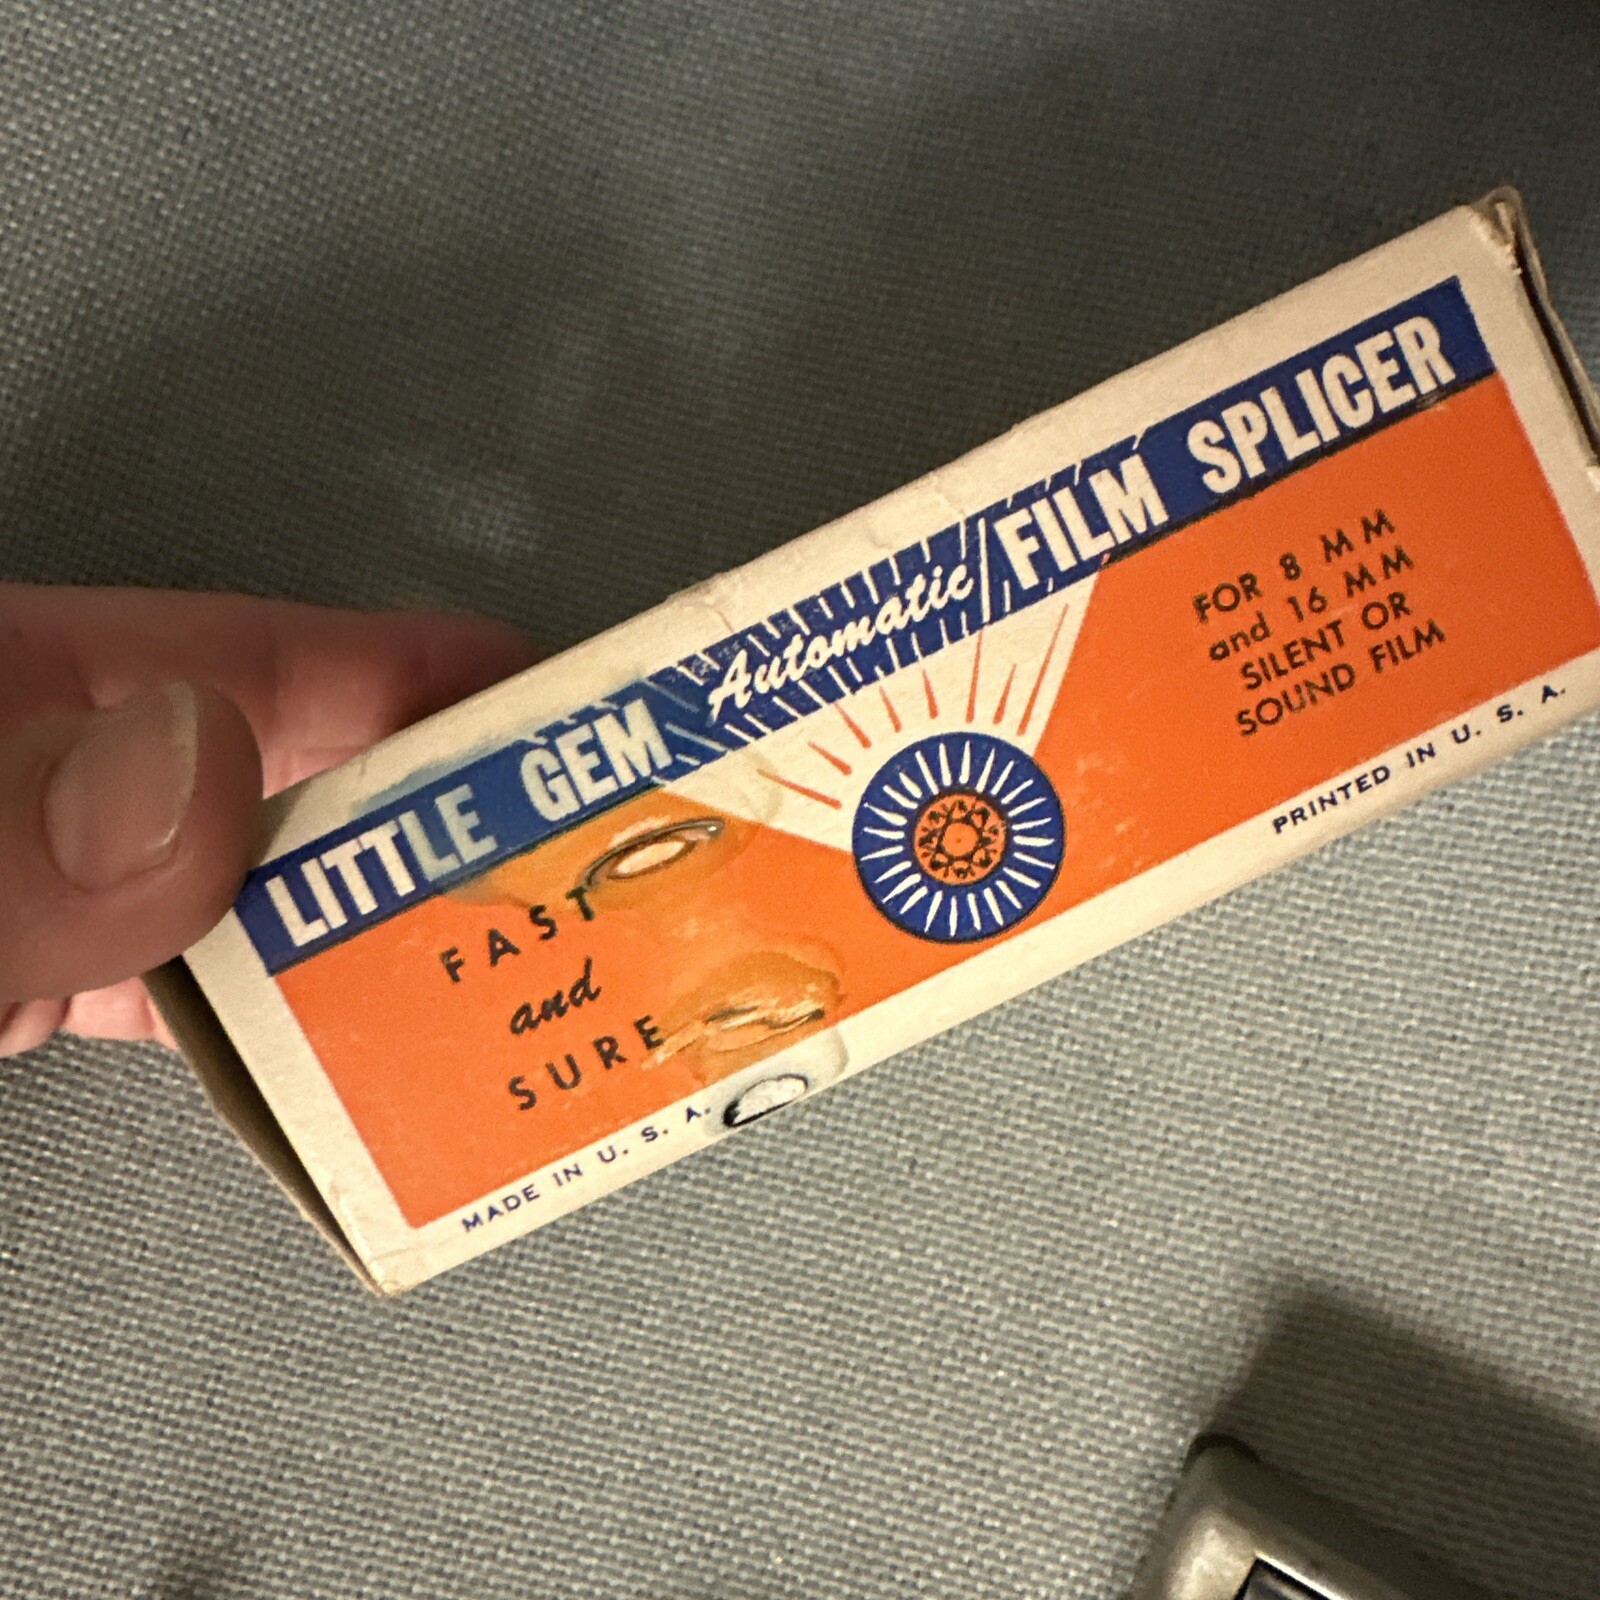 LITTLE GEM Automatic FILM SPLICER
FAST
and
SURE
FOR 8 MM
and 16 MM
SILENT OR
SOUND FILM
MADE IN U. S. A.
PRINTED IN U. S. A.